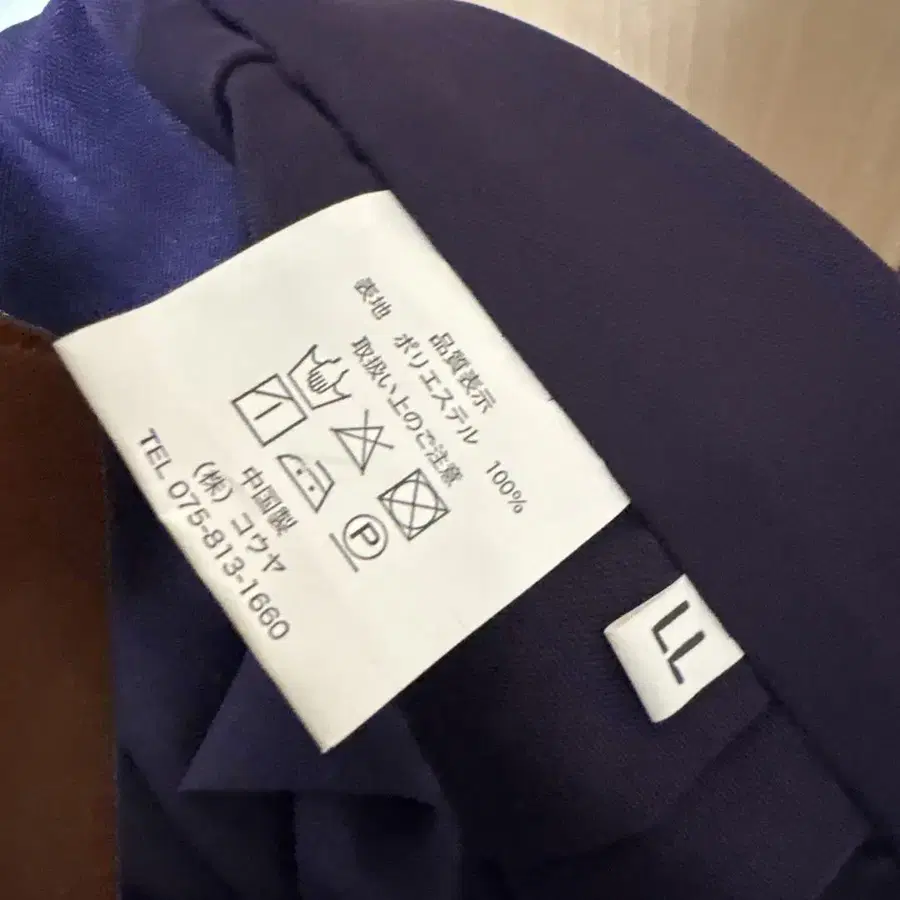 品質表示
表地 ポリエステル 100%
取扱い上のご注意
P
中国製
(株) コウヤ
TEL 075-813-1660
LL